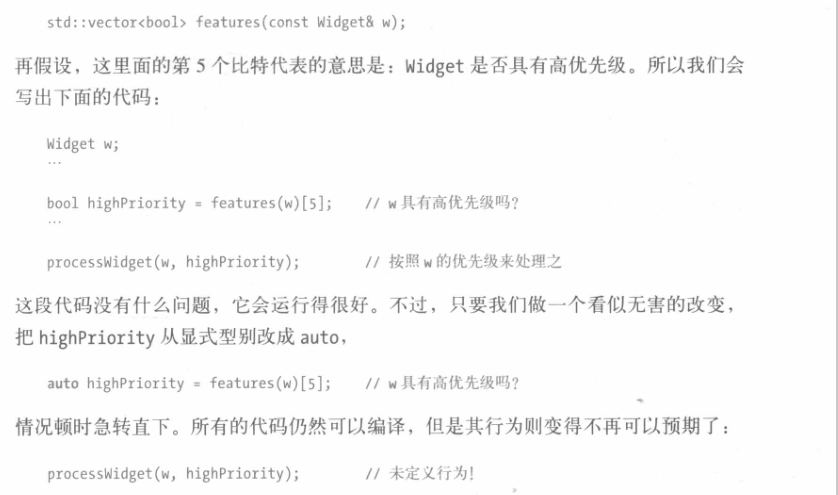 std::vector<bool> features(const Widget& w);
再假设，这里面的第 5 个比特代表的意思是：Widget 是否具有高优先级。所以我们会
写出下面的代码：
Widget w;
…
bool highPriority = features(w)[5];    // w 具有高优先级吗？
…
processWidget(w, highPriority);    // 按照 w 的优先级来处理之
这段代码没有什么问题，它会运行得很好。不过，只要我们做一个看似无害的改变，
把 highPriority 从显式型别改成 auto，
auto highPriority = features(w)[5];    // w 具有高优先级吗？
情况顿时急转直下。所有的代码仍然可以编译，但是其行为则变得不再可以预期了：
processWidget(w, highPriority);    // 未定义行为！